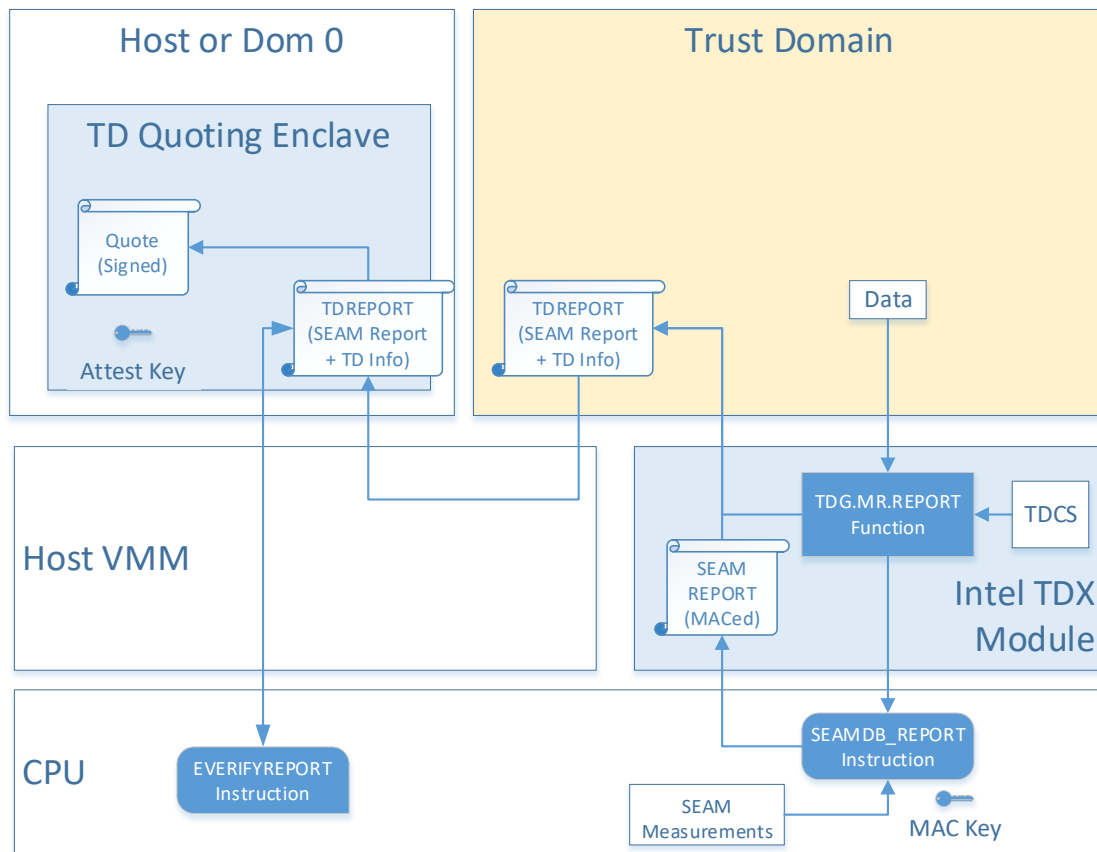 Host or Dom 0
TD Quoting Enclave
Quote
(Signed)
Attest Key
TDREPORT
(SEAM Report
+ TD Info)
Trust Domain
TDREPORT
(SEAM Report
+ TD Info)
Data
Host VMM
TDG.MR.REPORT
Function
TDCS
SEAM
REPORT
(MACed)
Intel TDX
Module
CPU
EVERIFYREPORT
Instruction
SEAMDB_REPORT
Instruction
SEAM
Measurements
MAC Key